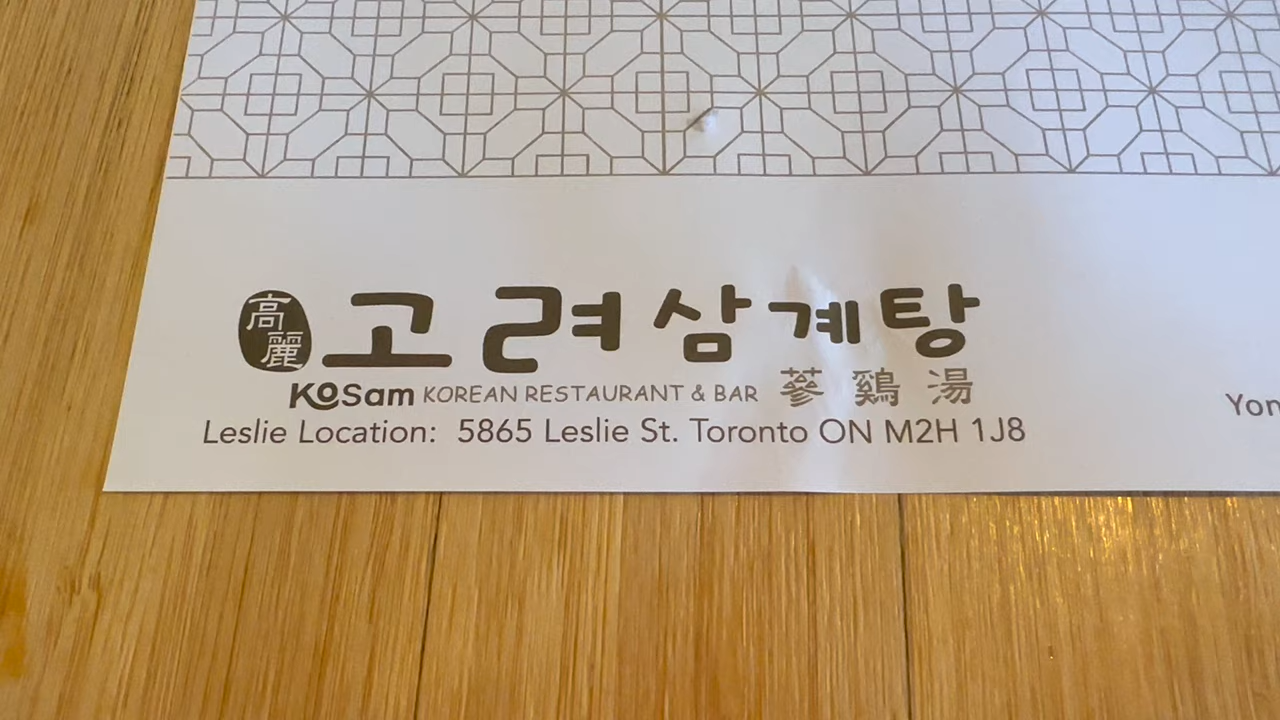 高麗 고려삼계탕
KoSam KOREAN RESTAURANT & BAR 蔘鷄湯
Leslie Location: 5865 Leslie St. Toronto ON M2H 1J8
Yon